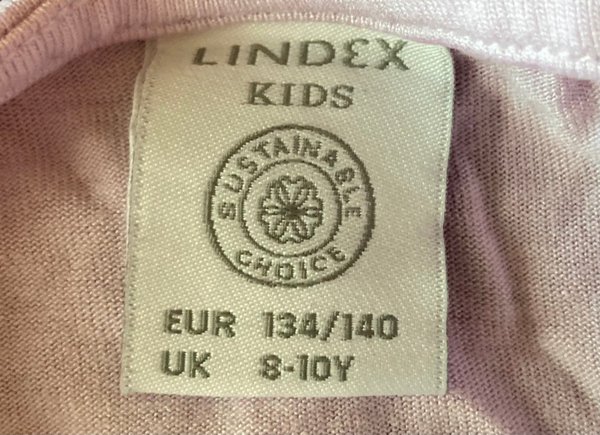 LINDEX
KIDS
SUSTAINABLE
CHOICE
EUR 134/140
UK 8-10Y